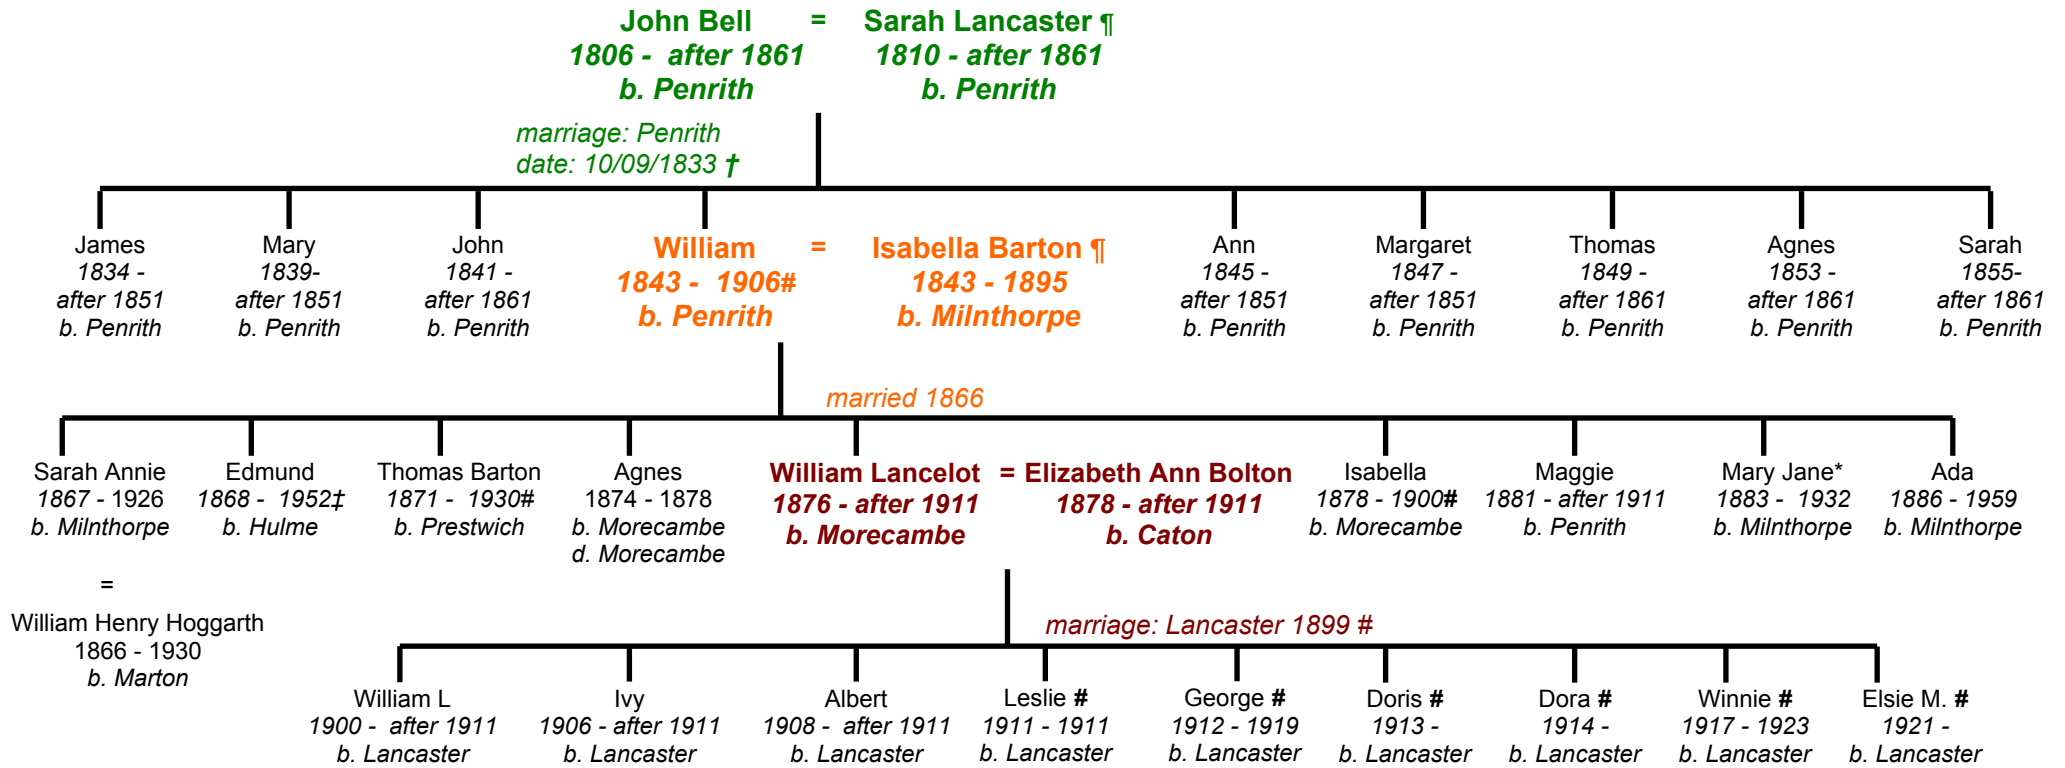 John Bell = Sarah Lancaster ¶
1806 - after 1861 1810 - after 1861
b. Penrith b. Penrith
marriage: Penrith
date: 10/09/1833 †
James
1834 -
after 1851
b. Penrith
Mary
1839-
after 1851
b. Penrith
John
1841 -
after 1861
b. Penrith
William = Isabella Barton ¶
1843 - 1906# 1843 - 1895
b. Penrith b. Milnthorpe
Ann
1845 -
after 1851
b. Penrith
Margaret
1847 -
after 1851
b. Penrith
Thomas
1849 -
after 1861
b. Penrith
Agnes
1853 -
after 1861
b. Penrith
Sarah
1855-
after 1861
b. Penrith
married 1866
Sarah Annie
1867 - 1926
b. Milnthorpe
=
William Henry Hoggarth
1866 - 1930
b. Marton
Edmund
1868 - 1952‡
b. Hulme
Thomas Barton
1871 - 1930#
b. Prestwich
Agnes
1874 - 1878
b. Morecambe
d. Morecambe
William Lancelot = Elizabeth Ann Bolton
1876 - after 1911 1878 - after 1911
b. Morecambe b. Caton
Isabella
1878 - 1900#
b. Morecambe
Maggie
1881 - after 1911
b. Penrith
Mary Jane*
1883 - 1932
b. Milnthorpe
Ada
1886 - 1959
b. Milnthorpe
marriage: Lancaster 1899 #
William L
1900 - after 1911
b. Lancaster
Ivy
1906 - after 1911
b. Lancaster
Albert
1908 - after 1911
b. Lancaster
Leslie #
1911 - 1911
b. Lancaster
George #
1912 - 1919
b. Lancaster
Doris #
1913 -
b. Lancaster
Dora #
1914 -
b. Lancaster
Winnie #
1917 - 1923
b. Lancaster
Elsie M. #
1921 -
b. Lancaster